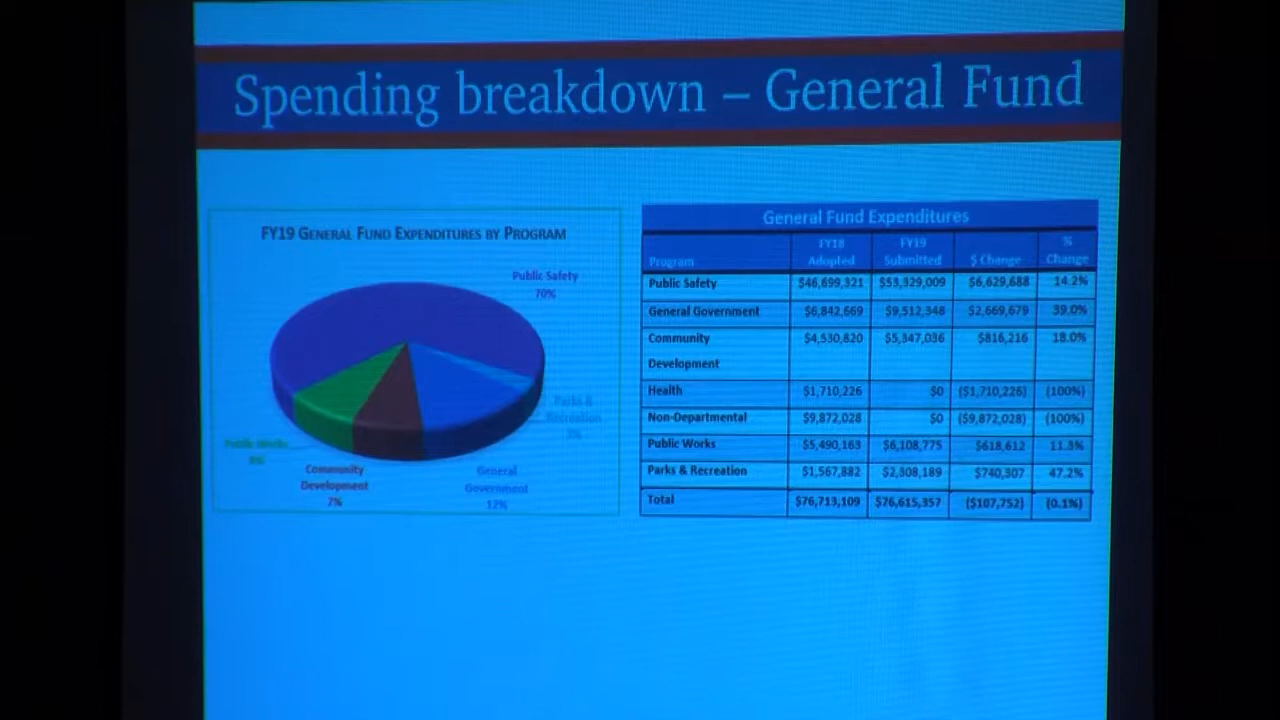 Spending breakdown – General Fund
FY19 GENERAL FUND EXPENDITURES BY PROGRAM
Public Safety
70%
Parks &
Recreation
3%
Public Works
8%
Community
Development
7%
General
Government
12%
General Fund Expenditures
Program FY18 Adopted FY19 Submitted $ Change % Change
Public Safety $46,699,321 $53,329,009 $6,629,688 14.2%
General Government $6,842,669 $9,512,348 $2,669,679 39.0%
Community $4,530,820 $5,347,036 $816,216 18.0%
Development
Health $1,710,226 $0 ($1,710,226) (100%)
Non-Departmental $9,872,028 $0 ($9,872,028) (100%)
Public Works $5,490,163 $6,108,775 $618,612 11.3%
Parks & Recreation $1,567,882 $2,308,189 $740,307 47.2%
Total $76,713,109 $76,615,357 ($107,752) (0.1%)